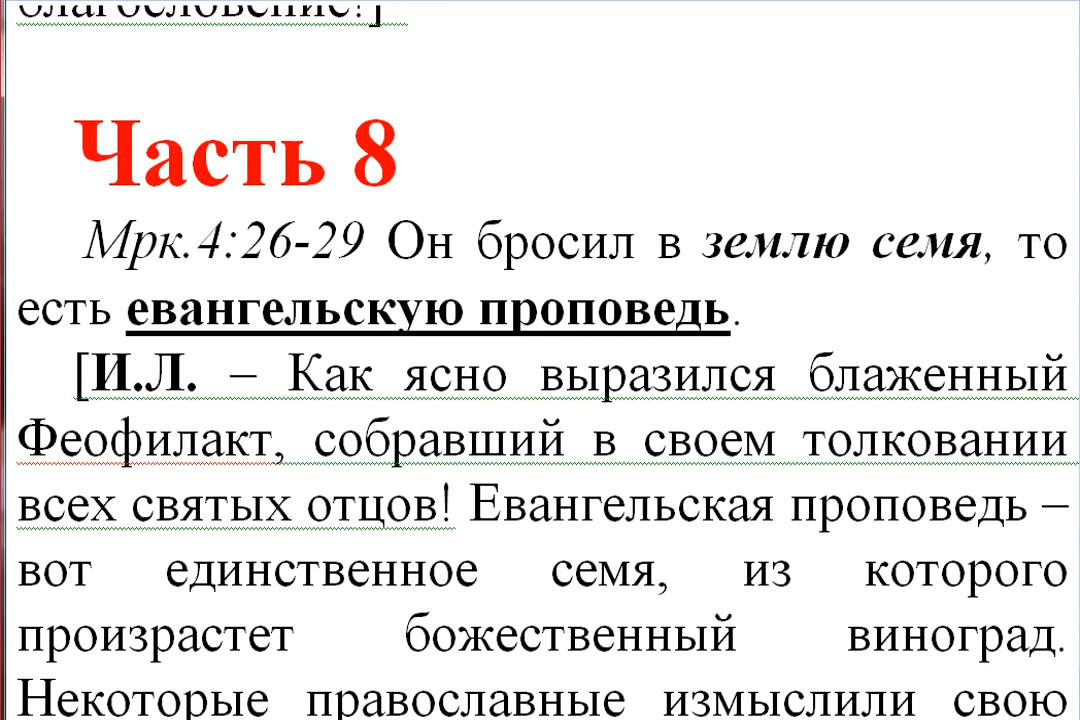 благословение!]
Часть 8
Мрк.4:26-29 Он бросил в землю семя, то
есть евангельскую проповедь.
[И.Л. – Как ясно выразился блаженный
Феофилакт, собравший в своем толковании
всех святых отцов! Евангельская проповедь –
вот единственное семя, из которого
произрастет божественный виноград.
Некоторые православные измыслили свою